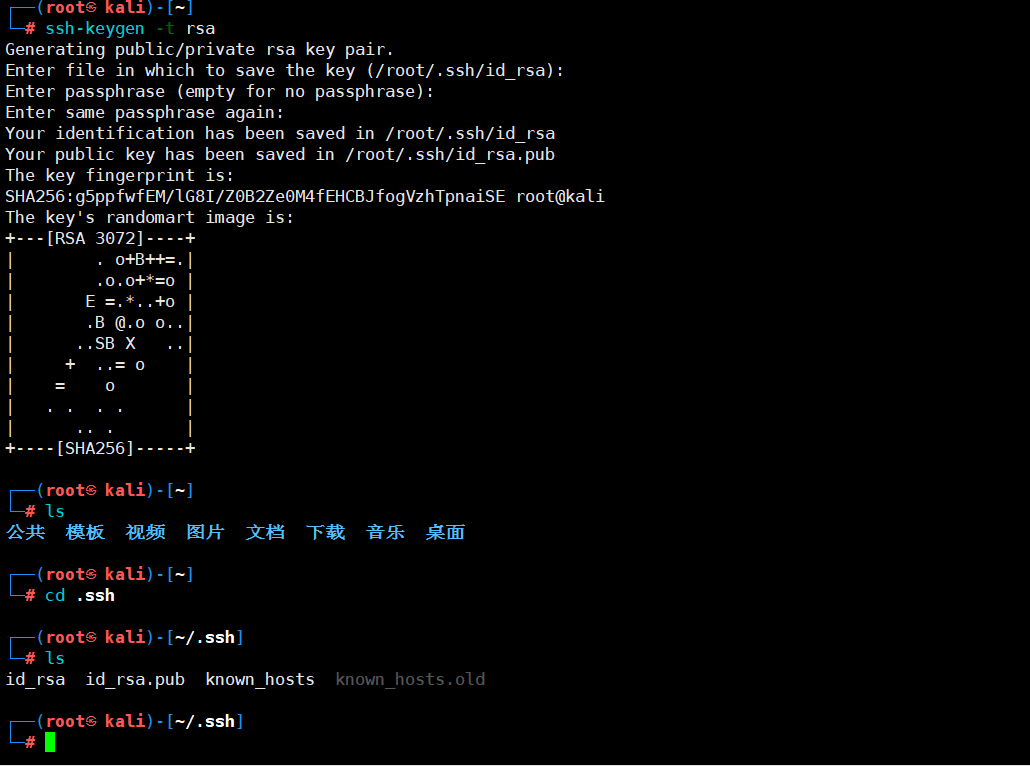 ┌──(root㉿kali)-[~]
└─# ssh-keygen -t rsa
Generating public/private rsa key pair.
Enter file in which to save the key (/root/.ssh/id_rsa):
Enter passphrase (empty for no passphrase):
Enter same passphrase again:
Your identification has been saved in /root/.ssh/id_rsa
Your public key has been saved in /root/.ssh/id_rsa.pub
The key fingerprint is:
SHA256:g5ppfwfEM/lG8I/Z0B2Ze0M4fEHCBJfogVzhTpnaiSE root@kali
The key's randomart image is:
+---[RSA 3072]----+
|        . o+B++=.|
|        .o.o+*=o |
|       E =.*..+o |
|       .B @.o o..|
|      ..SB X   ..|
|     +  ..= o    |
|    =    o       |
|   . .  . .      |
|      .. .       |
+----[SHA256]-----+
┌──(root㉿kali)-[~]
└─# ls
公共  模板  视频  图片  文档  下载  音乐  桌面
┌──(root㉿kali)-[~]
└─# cd .ssh
┌──(root㉿kali)-[~/.ssh]
└─# ls
id_rsa  id_rsa.pub  known_hosts  known_hosts.old
┌──(root㉿kali)-[~/.ssh]
└─#